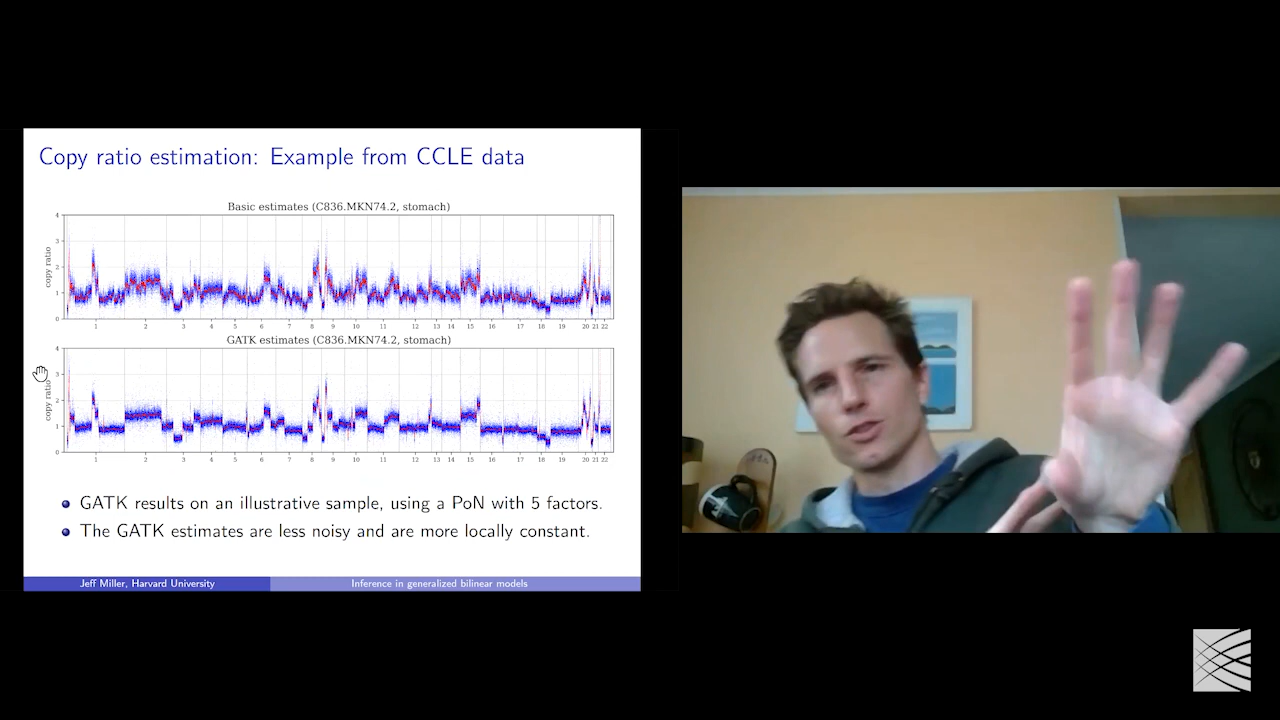 Copy ratio estimation: Example from CCLE data
Basic estimates (C836.MKN74.2, stomach)
4
3
2
1
0
copy ratio
1 2 3 4 5 6 7 8 9 10 11 12 13 14 15 16 17 18 19 20 21 22
GATK estimates (C836.MKN74.2, stomach)
4
3
2
1
0
copy ratio
1 2 3 4 5 6 7 8 9 10 11 12 13 14 15 16 17 18 19 20 21 22
GATK results on an illustrative sample, using a PoN with 5 factors.
The GATK estimates are less noisy and are more locally constant.
Jeff Miller, Harvard University
Inference in generalized bilinear models